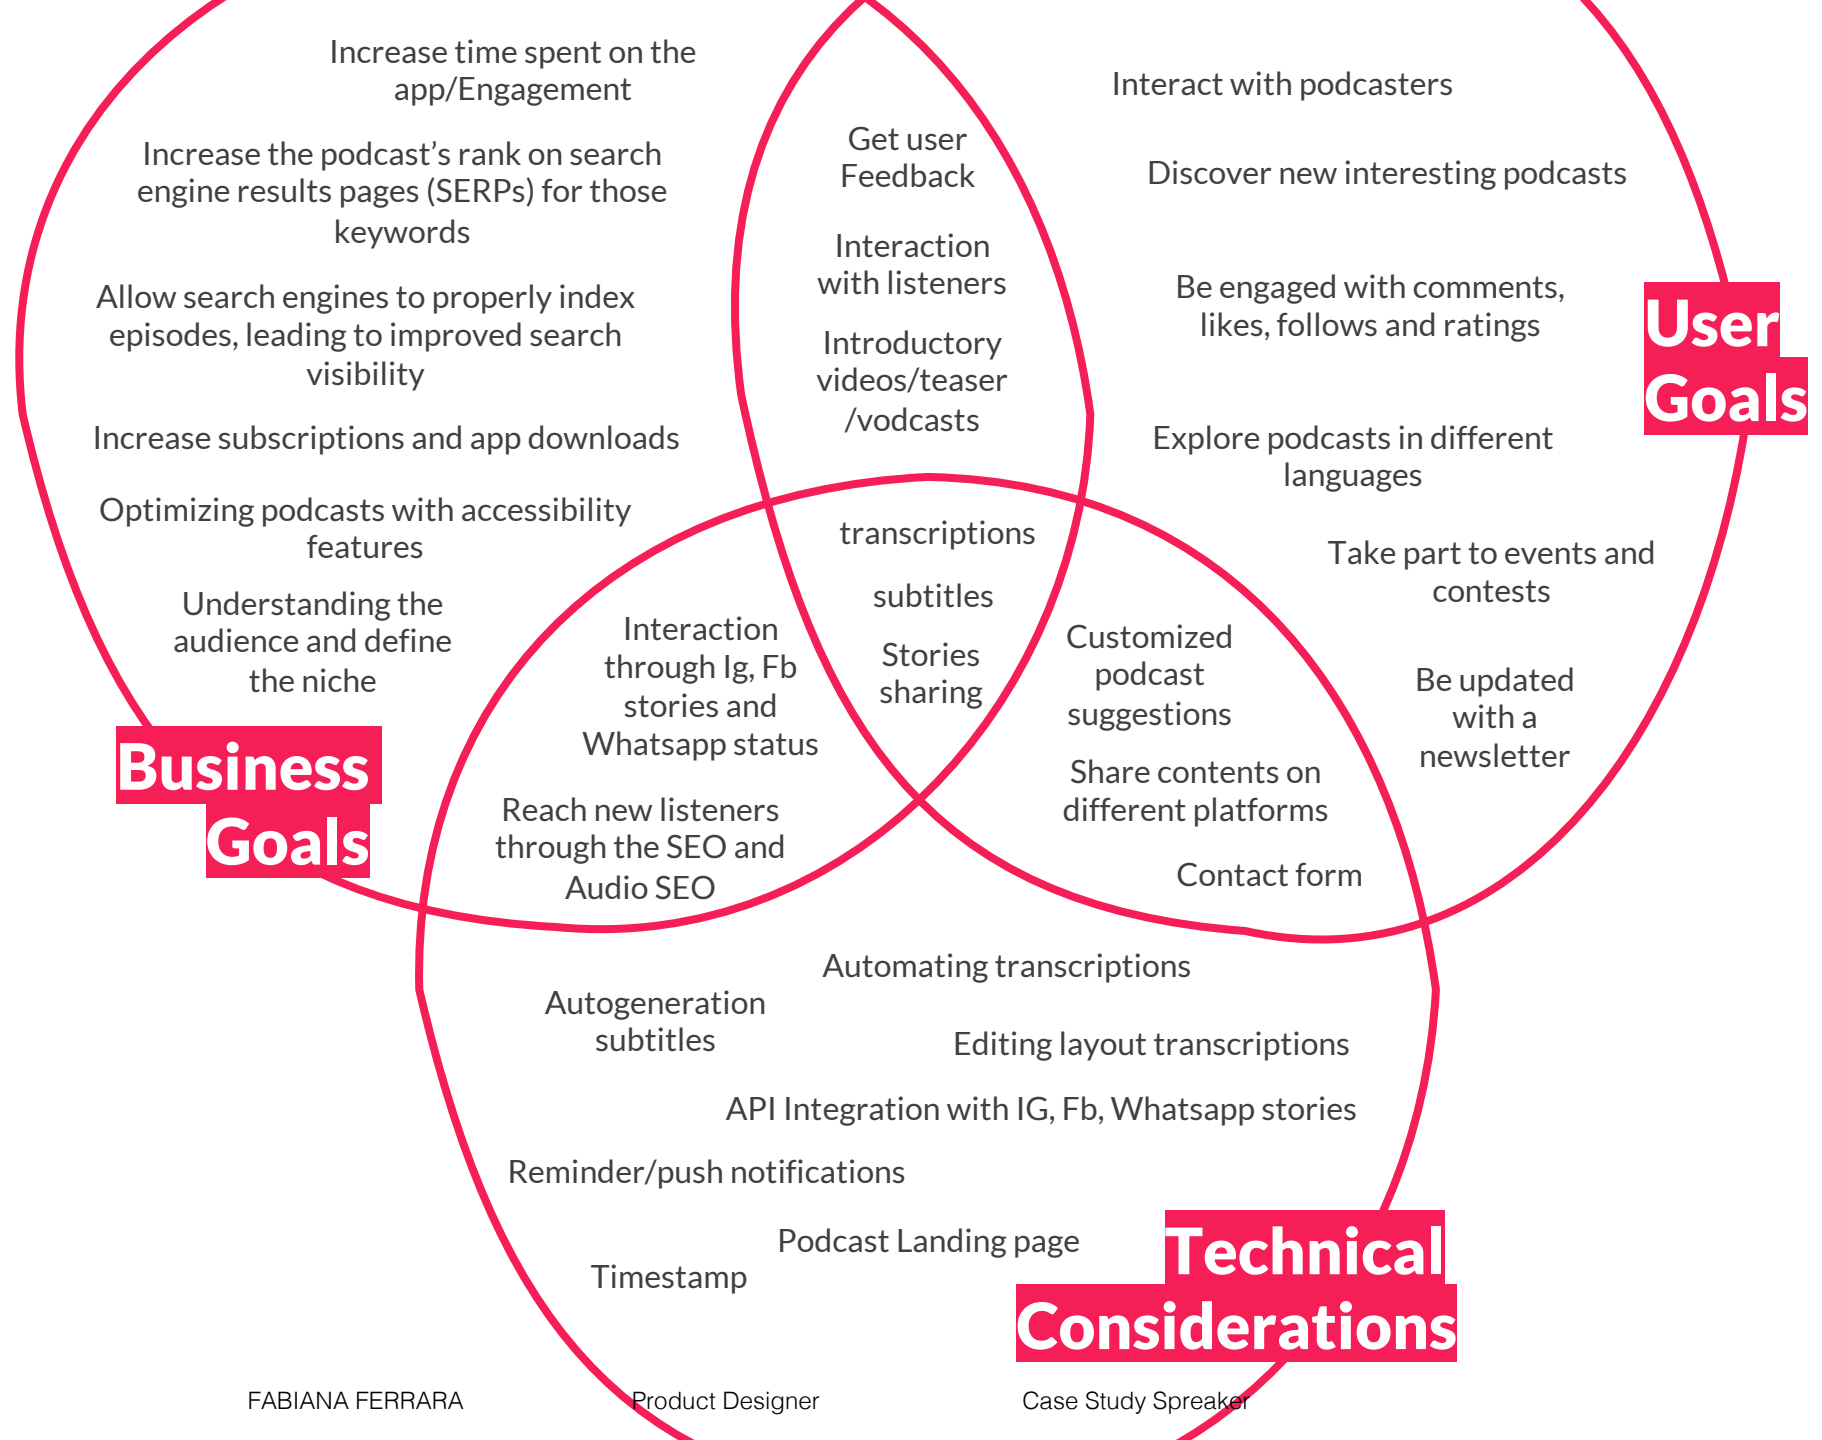 Increase time spent on the
app/Engagement
Increase the podcast’s rank on search
engine results pages (SERPs) for those
keywords
Allow search engines to properly index
episodes, leading to improved search
visibility
Increase subscriptions and app downloads
Optimizing podcasts with accessibility
features
Understanding the
audience and define
the niche
Business
Goals
Get user
Feedback
Interaction
with listeners
Introductory
videos/teaser
/vodcasts
Interact with podcasters
Discover new interesting podcasts
Be engaged with comments,
likes, follows and ratings
Explore podcasts in different
languages
Take part to events and
contests
Be updated
with a
newsletter
User
Goals
transcriptions
subtitles
Stories
sharing
Interaction
through Ig, Fb
stories and
Whatsapp status
Reach new listeners
through the SEO and
Audio SEO
Customized
podcast
suggestions
Share contents on
different platforms
Contact form
Automating transcriptions
Autogeneration
subtitles
Editing layout transcriptions
API Integration with IG, Fb, Whatsapp stories
Reminder/push notifications
Podcast Landing page
Timestamp
Technical
Considerations
FABIANA FERRARA
Product Designer
Case Study Spreaker